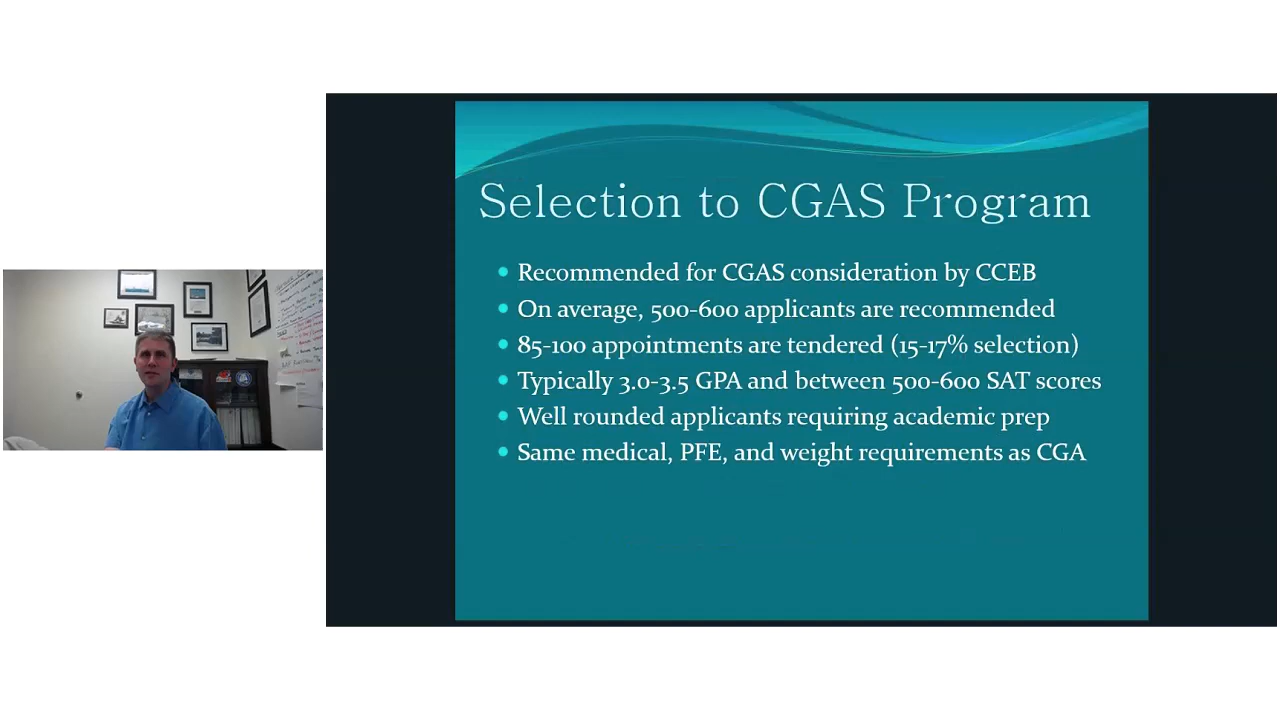 Selection to CGAS Program
Recommended for CGAS consideration by CCEB
On average, 500-600 applicants are recommended
85-100 appointments are tendered (15-17% selection)
Typically 3.0-3.5 GPA and between 500-600 SAT scores
Well rounded applicants requiring academic prep
Same medical, PFE, and weight requirements as CGA